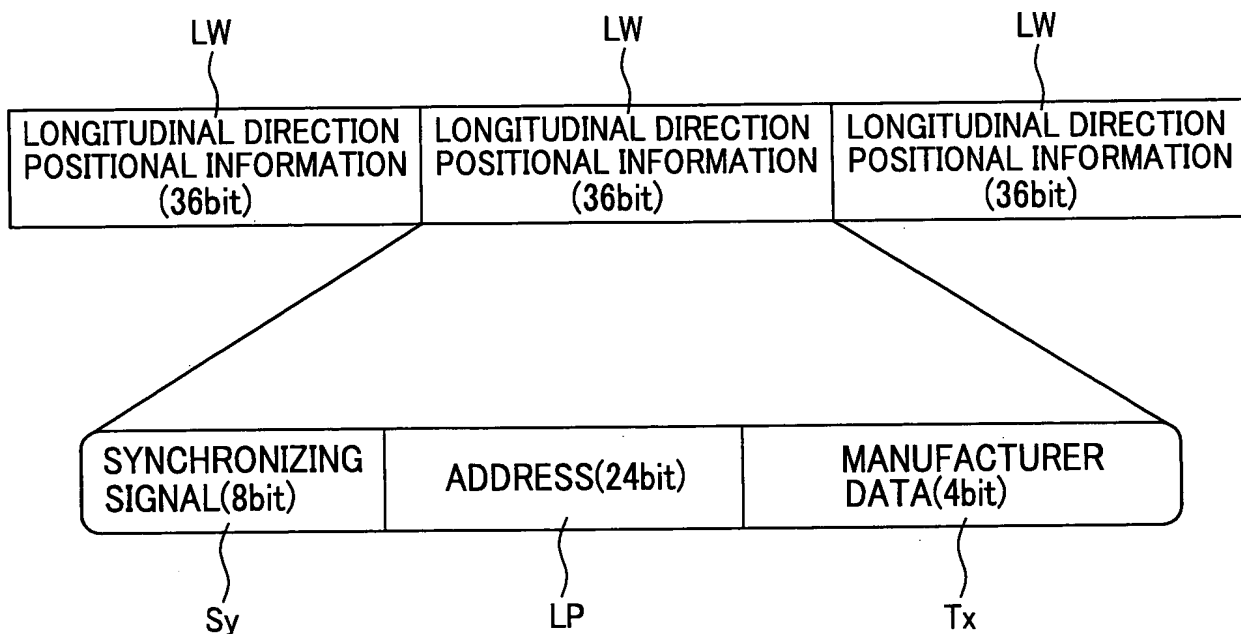 LW
LW
LW
LONGITUDINAL DIRECTION
POSITIONAL INFORMATION
(36bit)
LONGITUDINAL DIRECTION
POSITIONAL INFORMATION
(36bit)
LONGITUDINAL DIRECTION
POSITIONAL INFORMATION
(36bit)
SYNCHRONIZING
SIGNAL(8bit)
ADDRESS(24bit)
MANUFACTURER
DATA(4bit)
Sy
LP
Tx